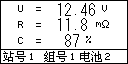 U = 12.46 V
R = 11.8 mΩ
C = 87 %
站号1 组号1 电池2